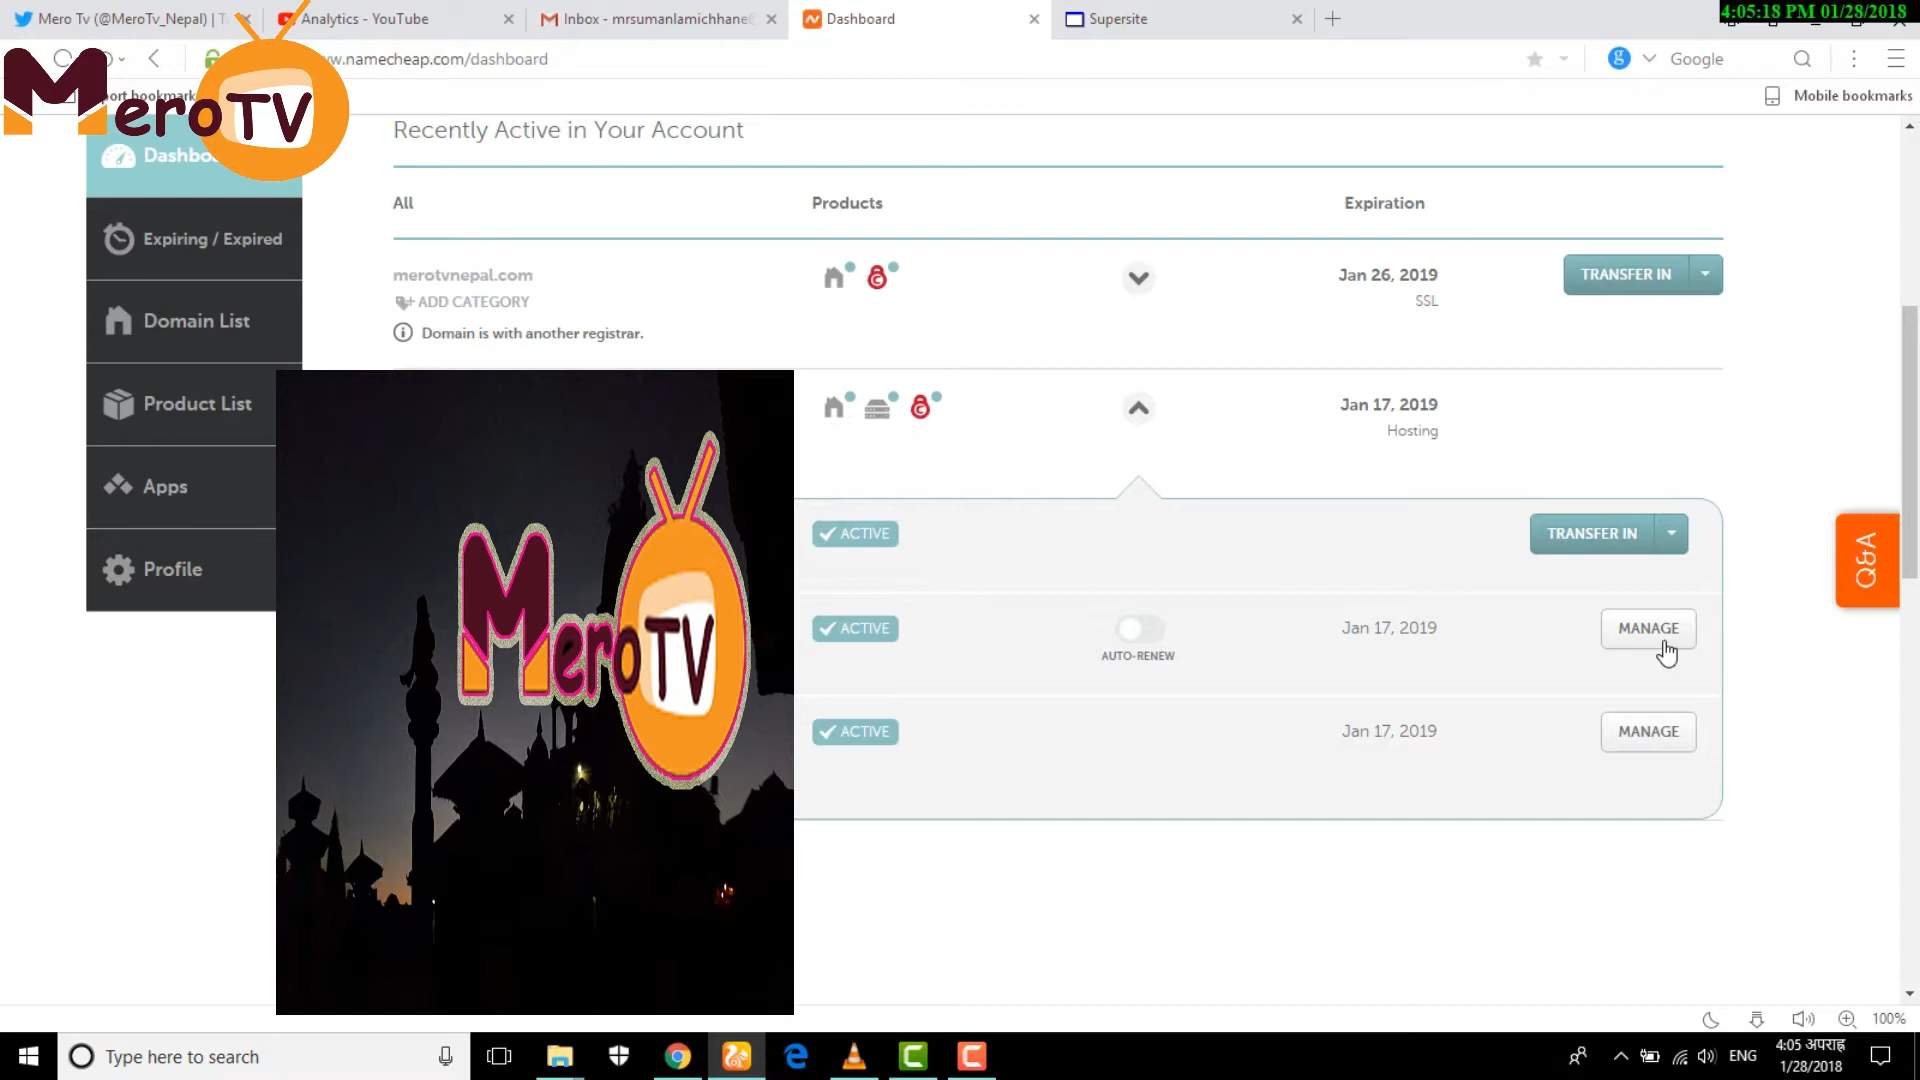 Mero Tv (@MeroTv_Nepal) | T
Analytics - YouTube
Inbox - mrsumanlamichhane
Dashboard
Supersite
4:05:18 PM 01/28/2018
.namecheap.com/dashboard
Google
port bookmark
Mobile bookmarks
MeroTV
Dashbo
Expiring / Expired
Domain List
Product List
Apps
Profile
Recently Active in Your Account
All
Products
Expiration
merotvnepal.com
ADD CATEGORY
Domain is with another registrar.
Jan 26, 2019
SSL
TRANSFER IN
Jan 17, 2019
Hosting
ACTIVE
TRANSFER IN
ACTIVE
AUTO-RENEW
Jan 17, 2019
MANAGE
ACTIVE
Jan 17, 2019
MANAGE
MeroTV
Q&A
100%
Type here to search
ENG
4:05 अपराह्न
1/28/2018